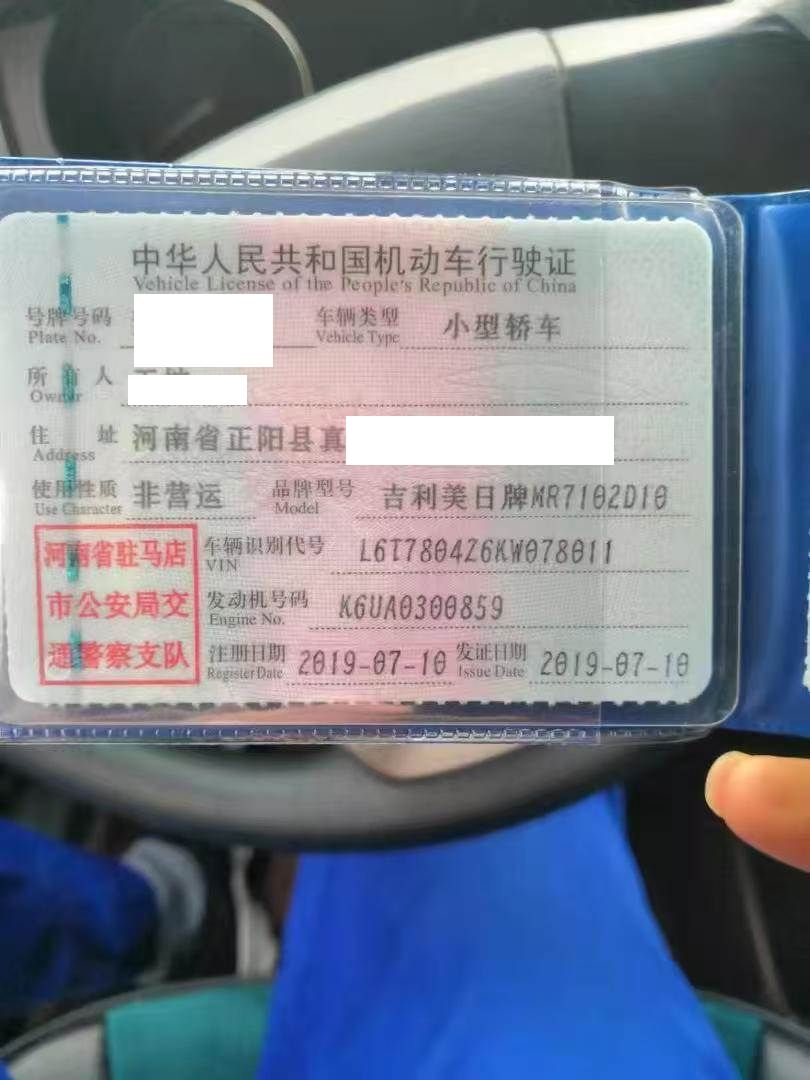 中华人民共和国机动车行驶证
Vehicle License of the People's Republic of China
号牌号码 车辆类型 小型轿车
Plate No. Vehicle Type
所有人
Owner
住址 河南省正阳县真
Address
使用性质 非营运 品牌型号 吉利美日牌MR7102D10
Use Character Model
河南省驻马店 车辆识别代号 L6T7804Z6KW078011
VIN
市公安局交 发动机号码 K6UA0300859
Engine No.
通警察支队 注册日期 2019-07-10 发证日期 2019-07-10
Register Date Issue Date